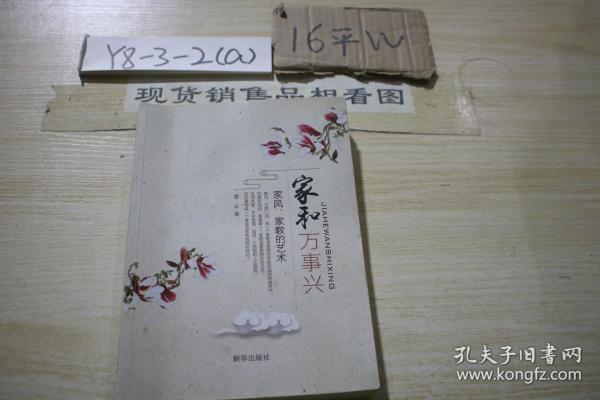 Y8-3-2(a)
16平W
现货销售品相看图
家和万事兴
JIAHEWANSHIXING
家风、家教的艺术
新华出版社
孔夫子旧书网
www.kongfz.com